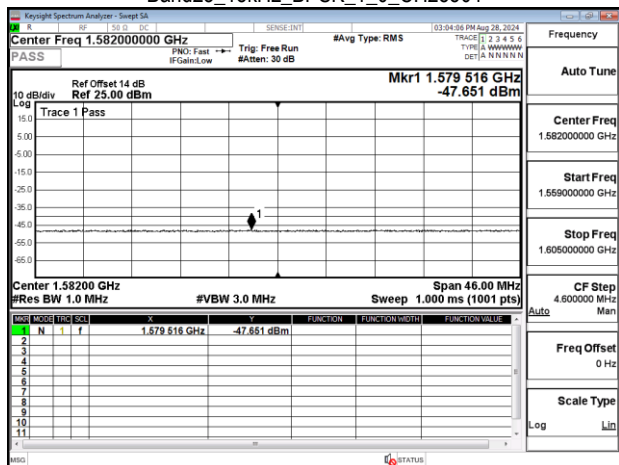 Keysight Spectrum Analyzer - Swept SA
R RF 50 Ω DC SENSE:INT 03:04:06 PM Aug 28, 2024
Center Freq 1.582000000 GHz #Avg Type: RMS TRACE 1 2 3 4 5 6
PNO: Fast Trig: Free Run TYPE A WWWWW
PASS IFGain:Low #Atten: 30 dB DET A N N N N N
Ref Offset 14 dB Mkr1 1.579 516 GHz
10 dB/div Ref 25.00 dBm -47.651 dBm
Log
Trace 1 Pass
15.0
5.00
-5.00
-15.0
-25.0
-35.0
1
-45.0
-55.0
-65.0
Center 1.58200 GHz Span 46.00 MHz
#Res BW 1.0 MHz #VBW 3.0 MHz Sweep 1.000 ms (1001 pts)
MKR MODE TRC SCL X Y FUNCTION FUNCTION WIDTH FUNCTION VALUE
1 N 1 f 1.579 516 GHz -47.651 dBm
2
3
4
5
6
7
8
9
10
11
MSG STATUS
Frequency
Auto Tune
Center Freq
1.582000000 GHz
Start Freq
1.559000000 GHz
Stop Freq
1.605000000 GHz
CF Step
4.600000 MHz
Auto Man
Freq Offset
0 Hz
Scale Type
Log Lin